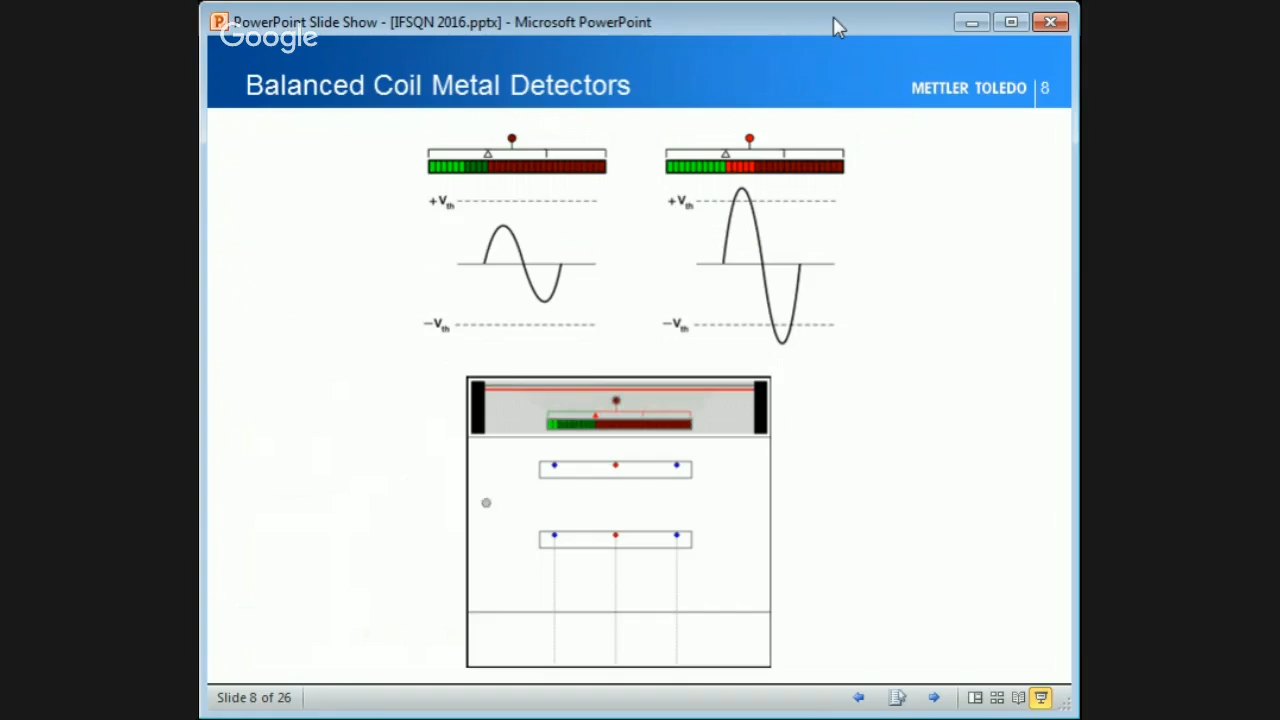 PowerPoint Slide Show - [IFSQN 2016.pptx] - Microsoft PowerPoint
Google
Balanced Coil Metal Detectors
METTLER TOLEDO 8
+Vth
+Vth
−Vth
−Vth
Slide 8 of 26